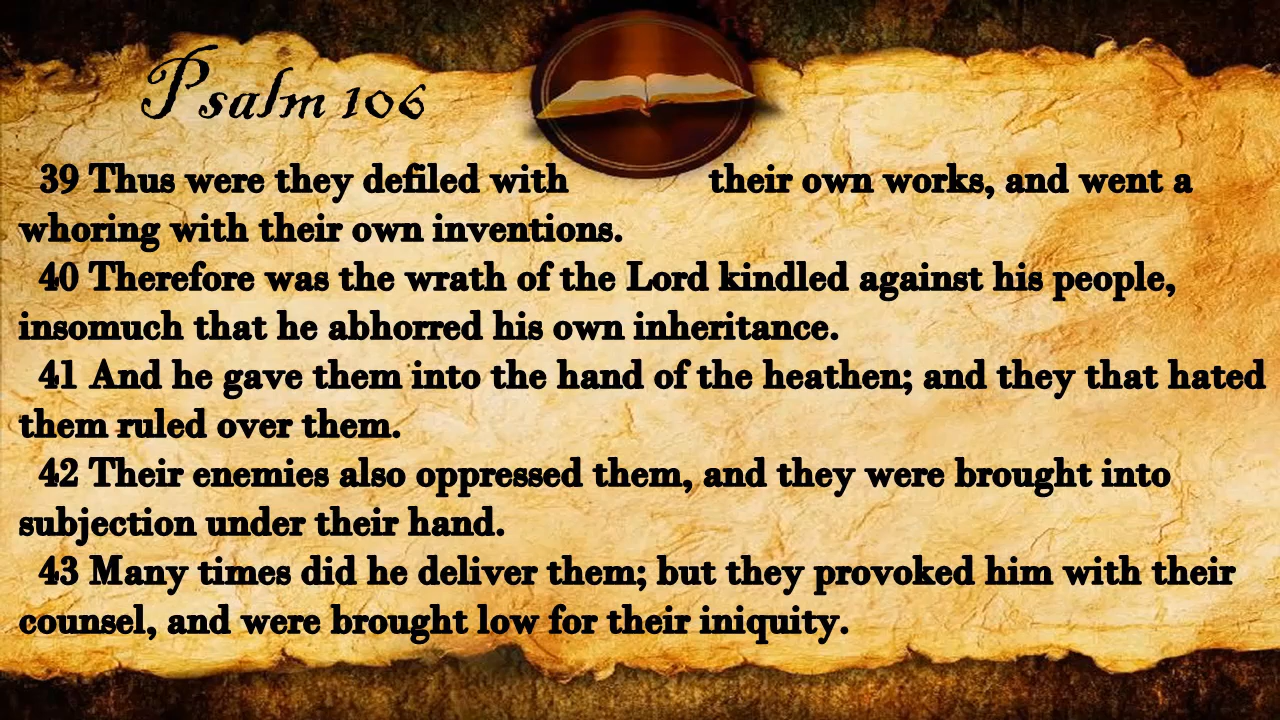 Psalm 106
39 Thus were they defiled with their own works, and went a
whoring with their own inventions.
40 Therefore was the wrath of the Lord kindled against his people,
insomuch that he abhorred his own inheritance.
41 And he gave them into the hand of the heathen; and they that hated
them ruled over them.
42 Their enemies also oppressed them, and they were brought into
subjection under their hand.
43 Many times did he deliver them; but they provoked him with their
counsel, and were brought low for their iniquity.